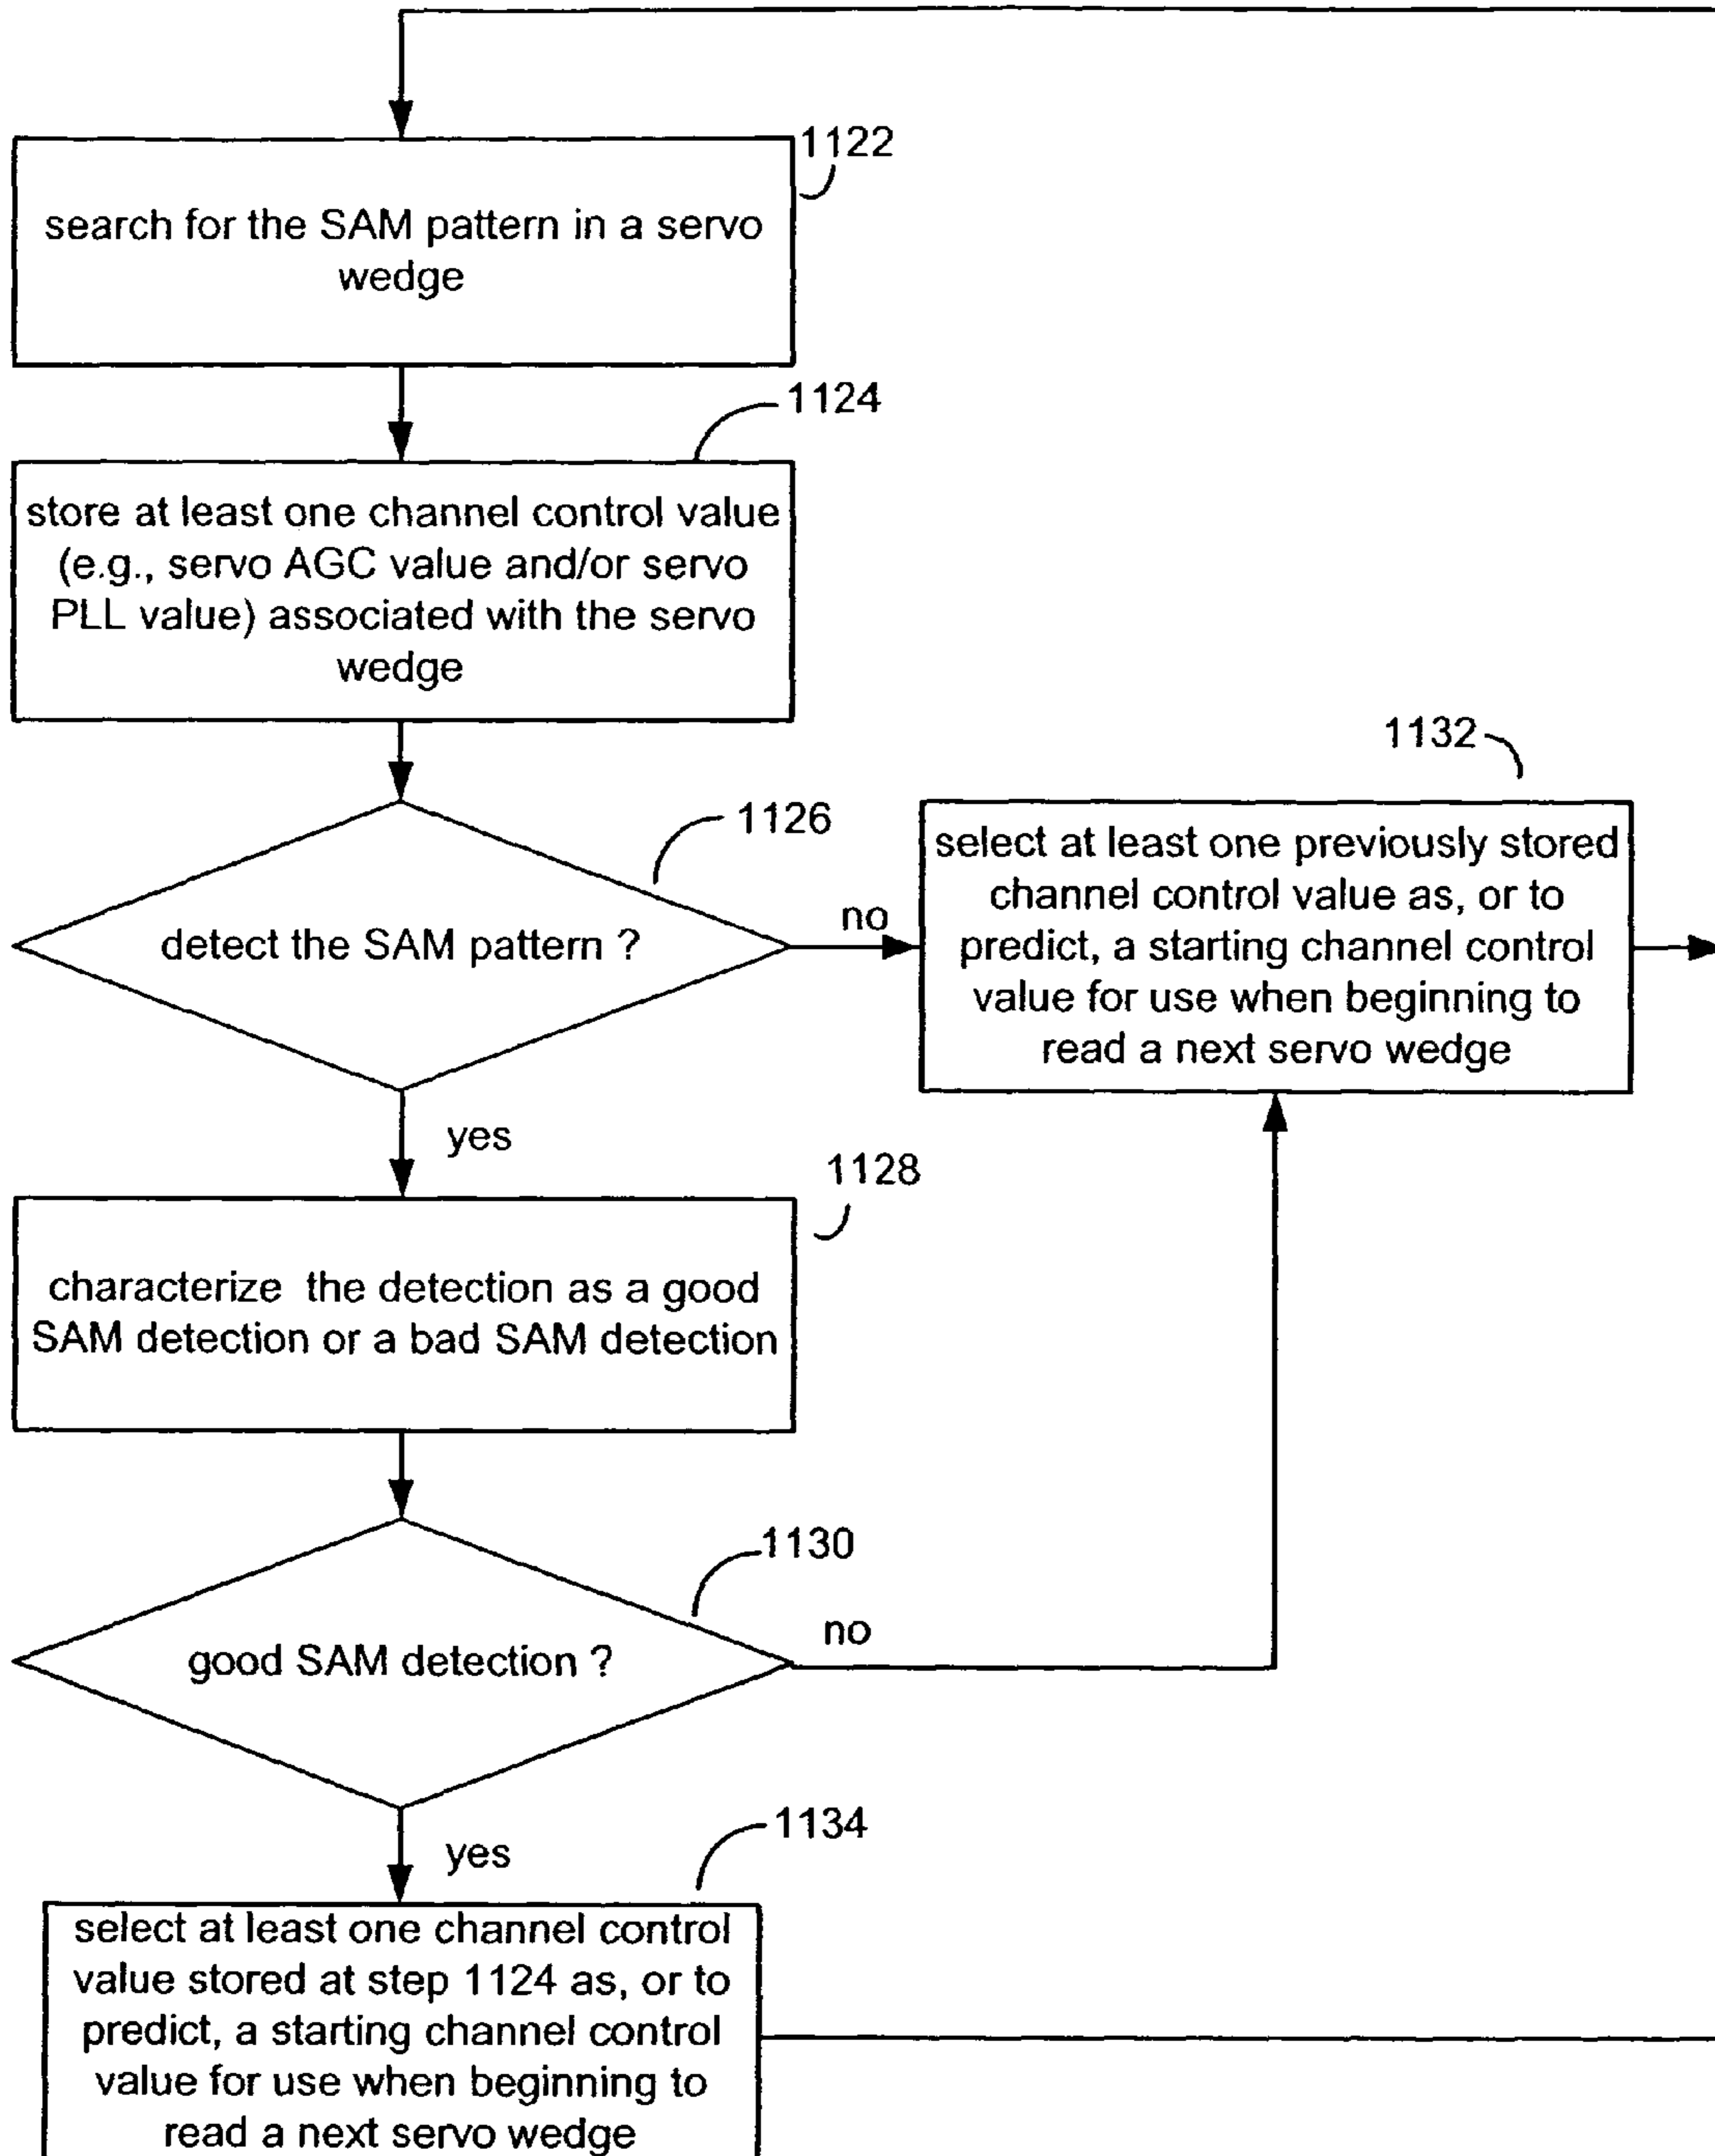 1122
search for the SAM pattern in a servo
wedge
1124
store at least one channel control value
(e.g., servo AGC value and/or servo
PLL value) associated with the servo
wedge
1126
detect the SAM pattern ?
no
yes
1132
select at least one previously stored
channel control value as, or to
predict, a starting channel control
value for use when beginning to
read a next servo wedge
1128
characterize the detection as a good
SAM detection or a bad SAM detection
1130
good SAM detection ?
no
yes
1134
select at least one channel control
value stored at step 1124 as, or to
predict, a starting channel control
value for use when beginning to
read a next servo wedge